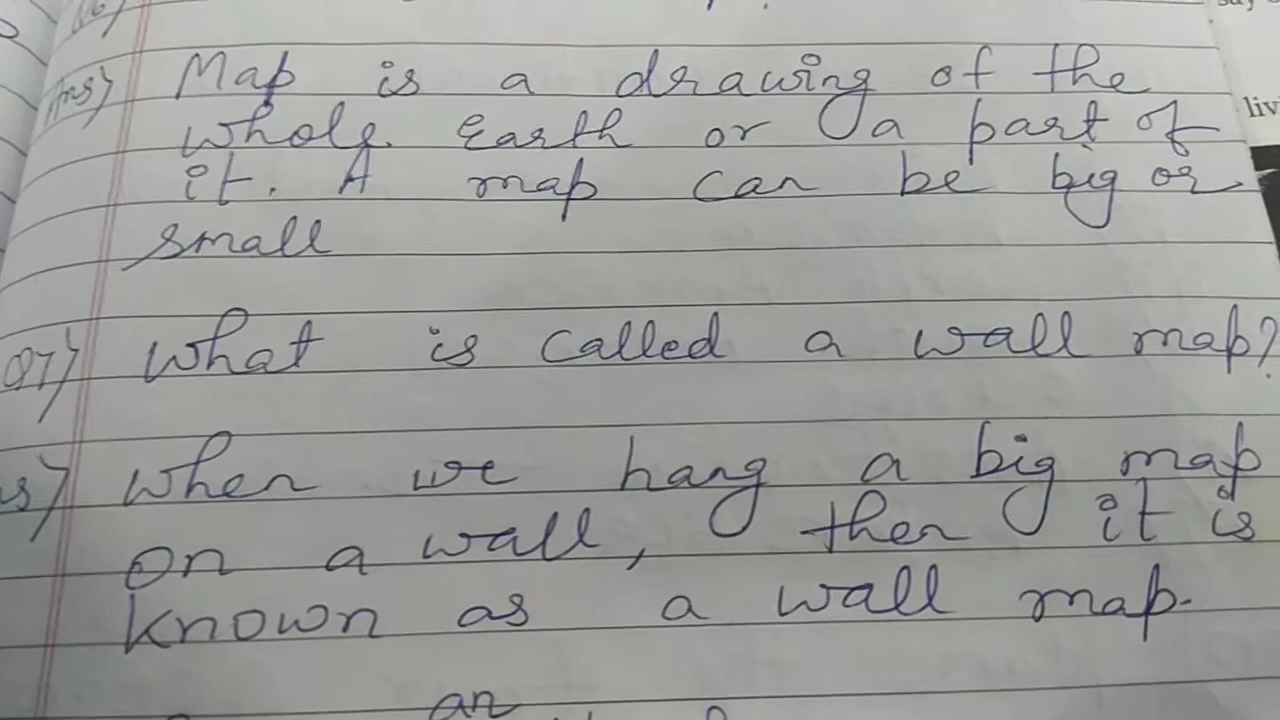 Ans) Map is a drawing of the
whole Earth or a part of
it. A map can be big or
small
Q7) What is called a wall map?
s) When we hang a big map
on a wall, then it is
known as a wall map.
an
liv